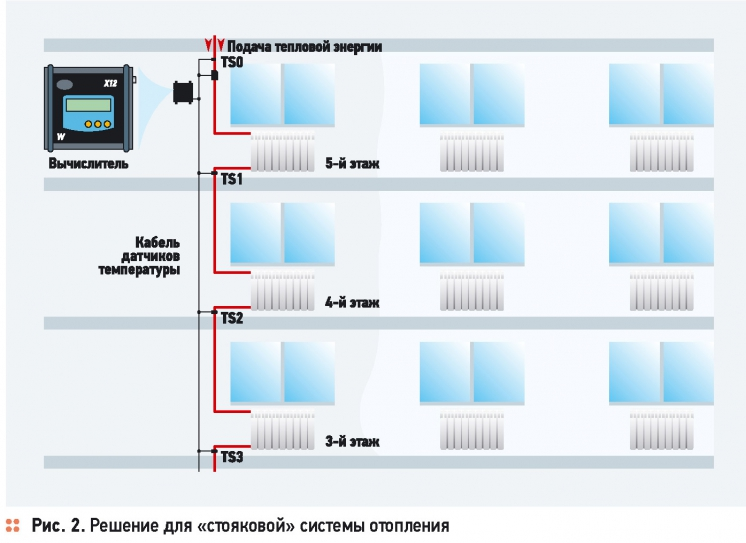 Подача тепловой энергии
TS0
X12
W
Вычислитель
5-й этаж
TS1
Кабель
датчиков
температуры
4-й этаж
TS2
3-й этаж
TS3
Рис. 2. Решение для «стояковой» системы отопления